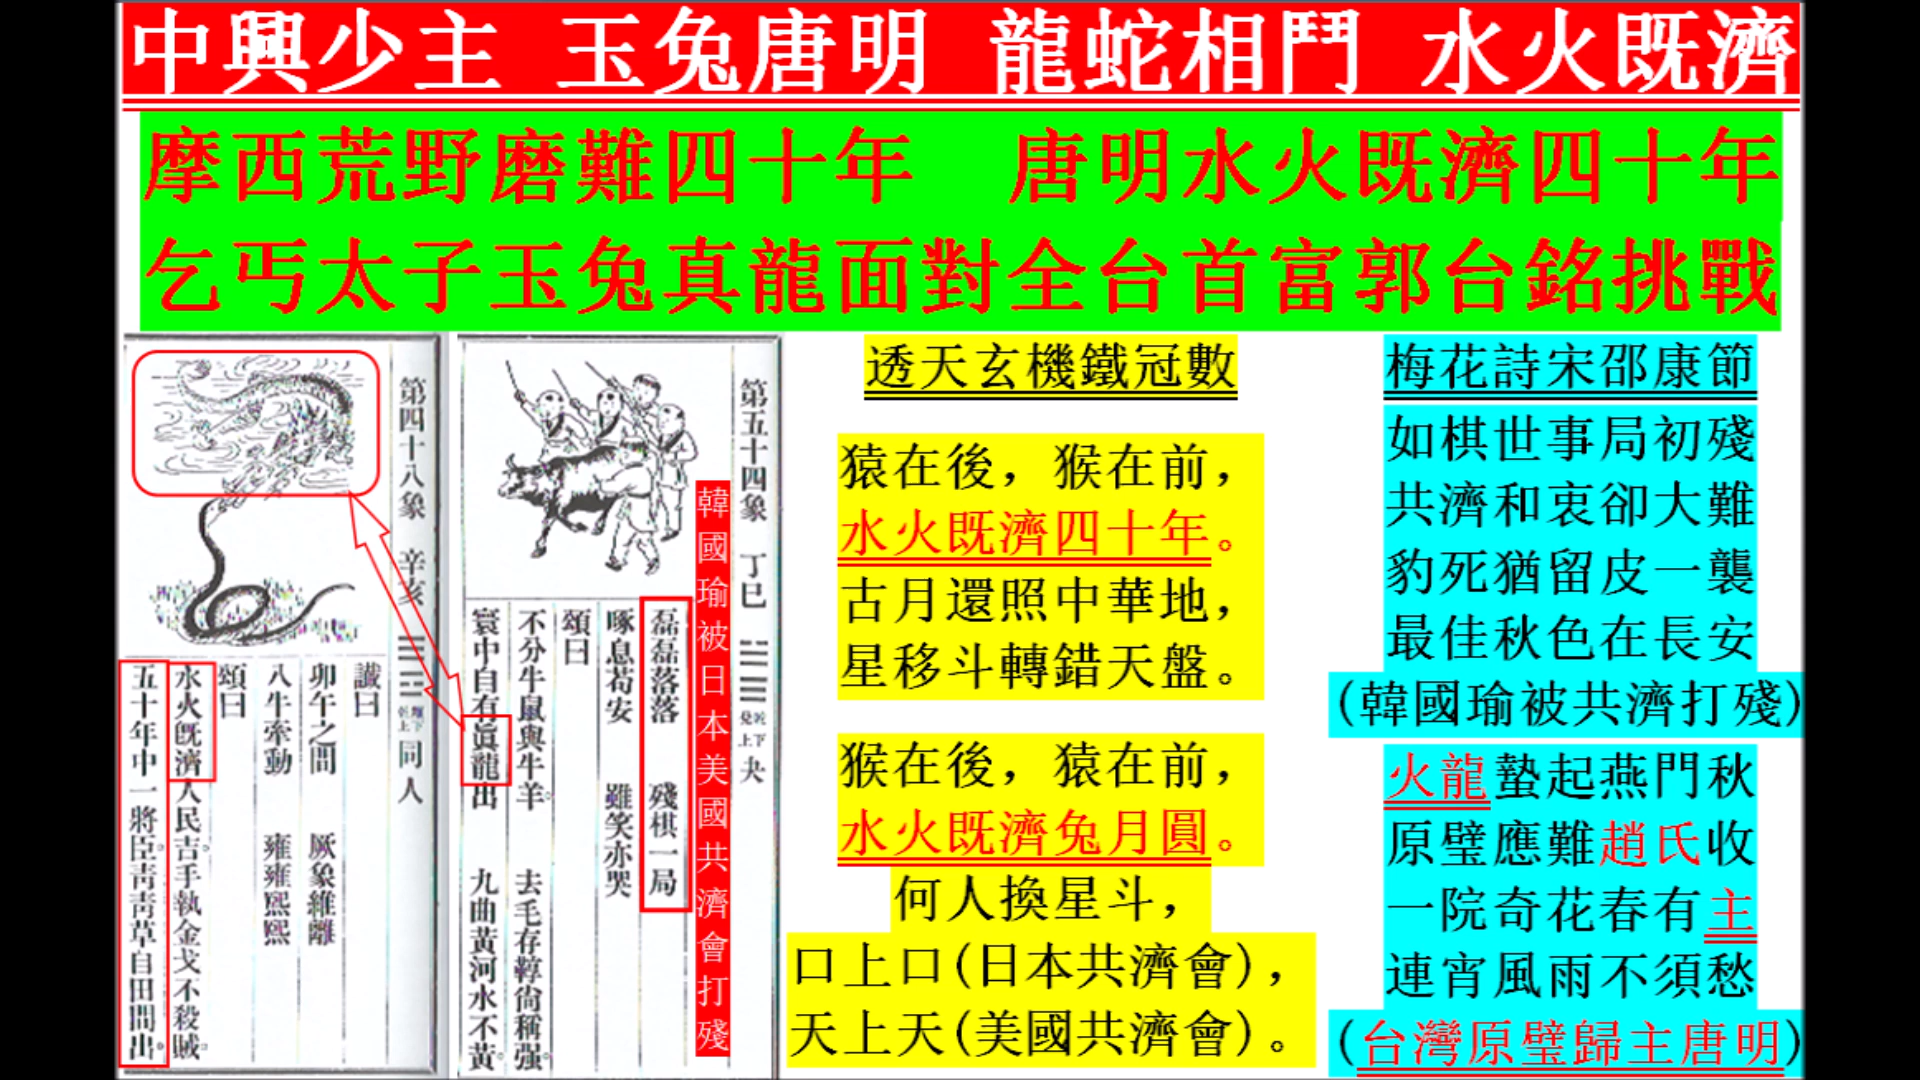 中興少主 玉兔唐明 龍蛇相鬥 水火既濟
摩西荒野磨難四十年 唐明水火既濟四十年
乞丐太子玉兔真龍面對全台首富郭台銘挑戰
第四十八象 辛亥
乾上 離下 同人
讖曰
卯午之間 厥象維離
八牛牽動 雍雍熙熙
頌曰
水火既濟人民吉手執金戈不殺賊。
五十年中一將臣青青草自田間出。
第五十四象 丁巳
兌上 乾下 夬
韓國瑜被日本美國共濟會打殘
磊磊落落 殘棋一局
啄息苟安 雖笑亦哭
頌曰
不分牛鼠與牛羊。 去毛存鞟尚稱强。
寰中自有真龍出 九曲黃河水不黃。
透天玄機鐵冠數
猿在後，猴在前，
水火既濟四十年。
古月還照中華地，
星移斗轉錯天盤。
猴在後，猿在前，
水火既濟兔月圓。
何人換星斗，
口上口(日本共濟會)，
天上天(美國共濟會)。
梅花詩宋邵康節
如棋世事局初殘
共濟和衷卻大難
豹死猶留皮一襲
最佳秋色在長安
(韓國瑜被共濟打殘)
火龍蟄起燕門秋
原璧應難趙氏收
一院奇花春有主
連宵風雨不須愁
(台灣原璧歸主唐明)